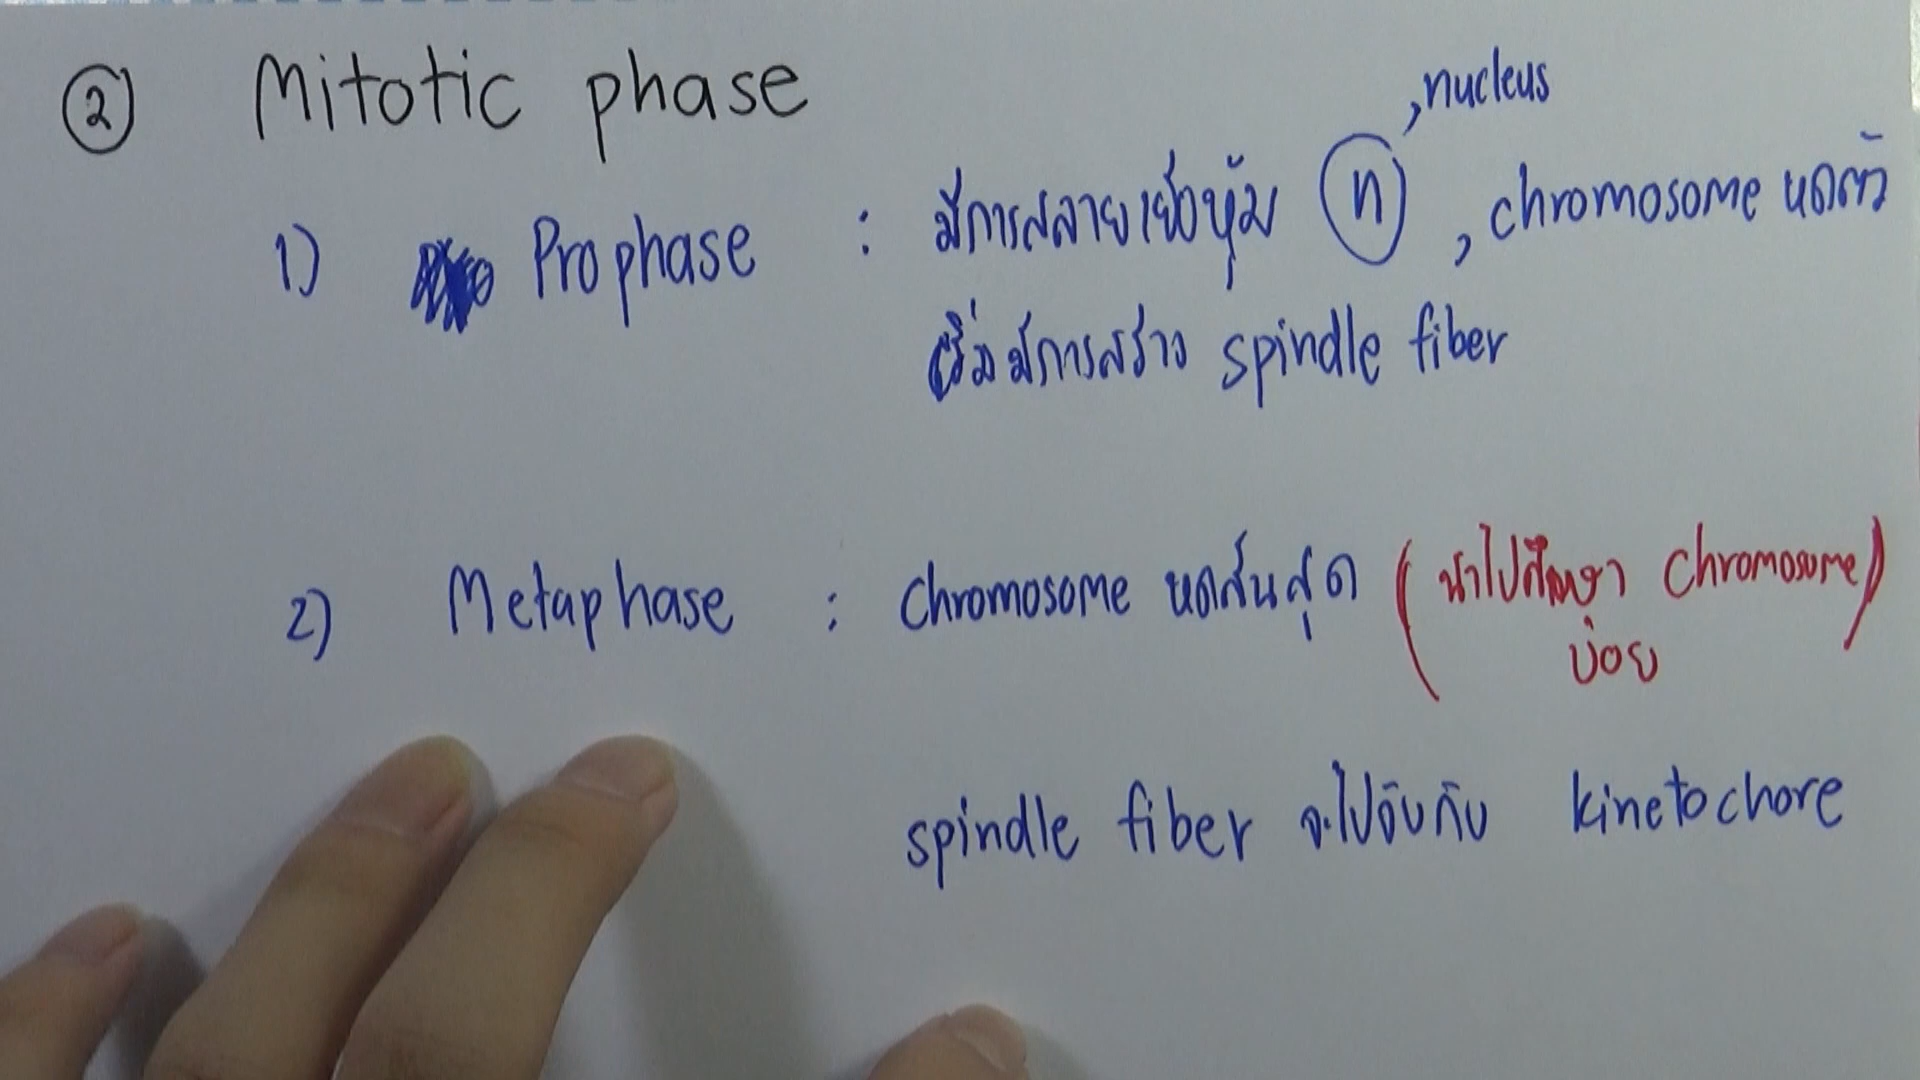 ② Mitotic phase
, nucleus
1) Prophase : มีการสลายเยื่อหุ้ม ⓝ , chromosome หดตัว
เริ่มมีการสร้าง spindle fiber
2) Metaphase : chromosome หดสั้นสุด (นำไปศึกษา chromosome)
บ่อย
spindle fiber จะไปจับกับ kinetochore